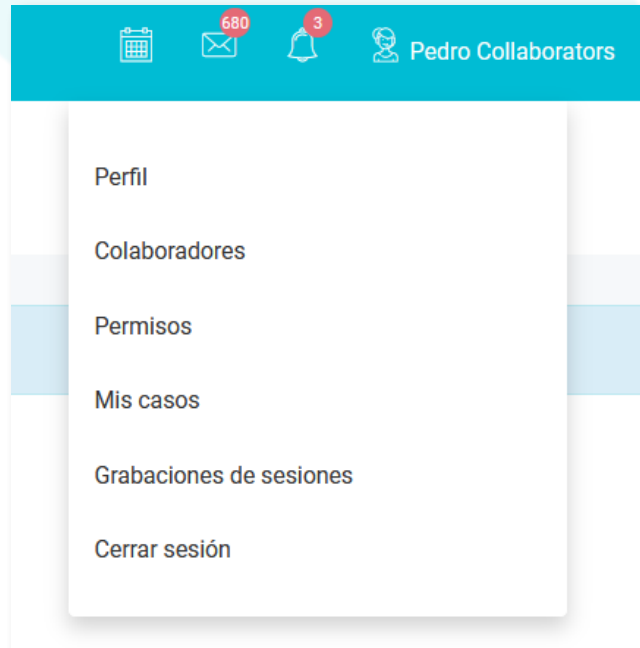 680
3
Pedro Collaborators
Perfil
Colaboradores
Permisos
Mis casos
Grabaciones de sesiones
Cerrar sesión